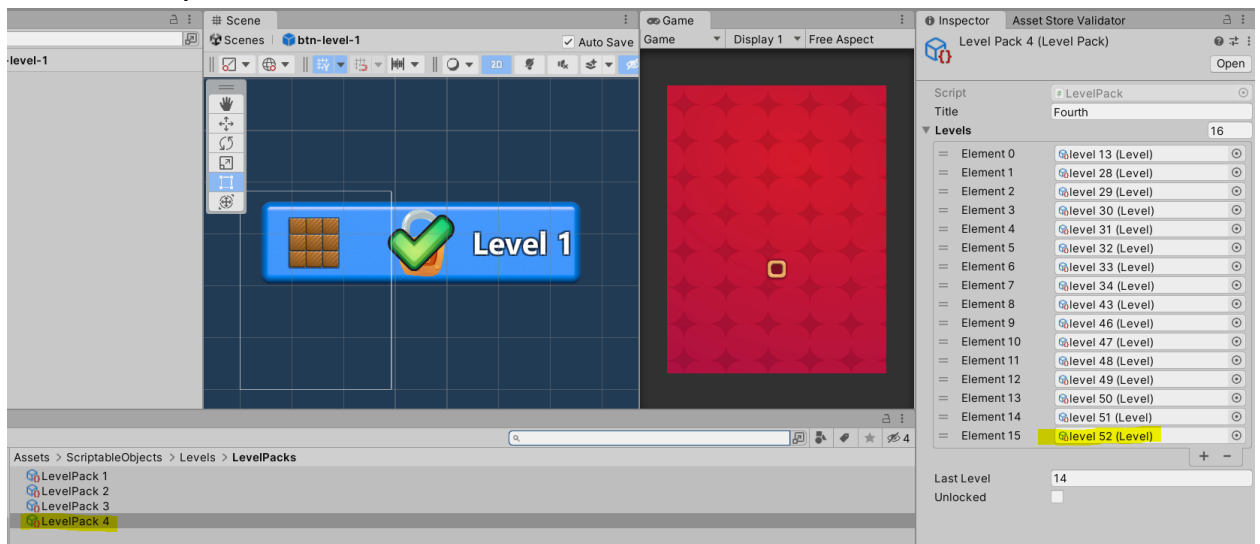 Scene
Game
Inspector Asset Store Validator
Scenes btn-level-1 Auto Save
Game Display 1 Free Aspect
Level Pack 4 (Level Pack)
level-1
2D
Open
Script LevelPack
Title Fourth
Levels 16
Element 0 level 13 (Level)
Element 1 level 28 (Level)
Element 2 level 29 (Level)
Element 3 level 30 (Level)
Element 4 level 31 (Level)
Element 5 level 32 (Level)
Element 6 level 33 (Level)
Element 7 level 34 (Level)
Element 8 level 43 (Level)
Element 9 level 46 (Level)
Element 10 level 47 (Level)
Element 11 level 48 (Level)
Element 12 level 49 (Level)
Element 13 level 50 (Level)
Element 14 level 51 (Level)
Element 15 level 52 (Level)
+ -
Last Level 14
Unlocked
Level 1
4
Assets > ScriptableObjects > Levels > LevelPacks
LevelPack 1
LevelPack 2
LevelPack 3
LevelPack 4